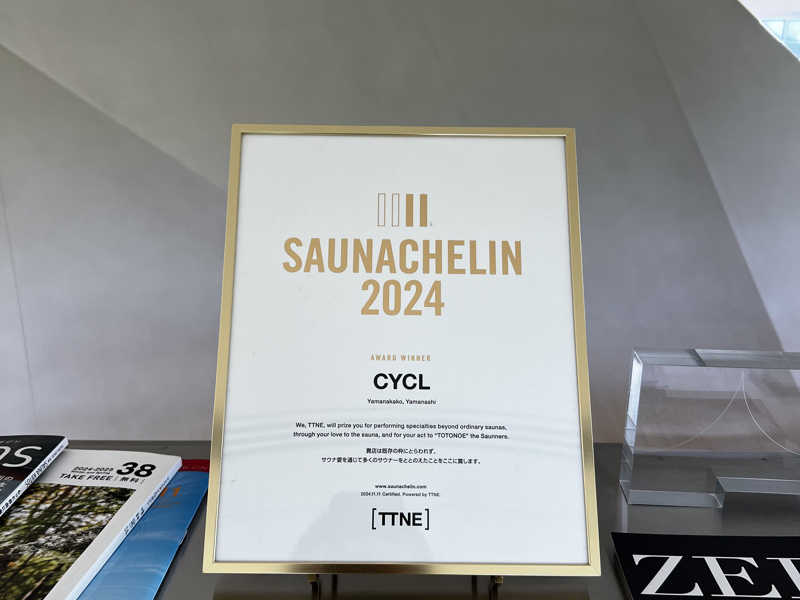 SAUNACHELIN
2024
AWARD WINNER
CYCL
Yamanakako, Yamanashi
We, TTNE, will prize you for performing specialties beyond ordinary saunas,
through your love to the sauna, and for your act to "TOTONOE" the Saunners.
貴店は既存の枠にとらわれず、
サウナ愛を通じて多くのサウナーをととのえたことをここに賞します。
www.saunachelin.com
2024.11.11 Certified. Powered by TTNE.
[TTNE]
2024-2025
38
TAKE FREE [無料]